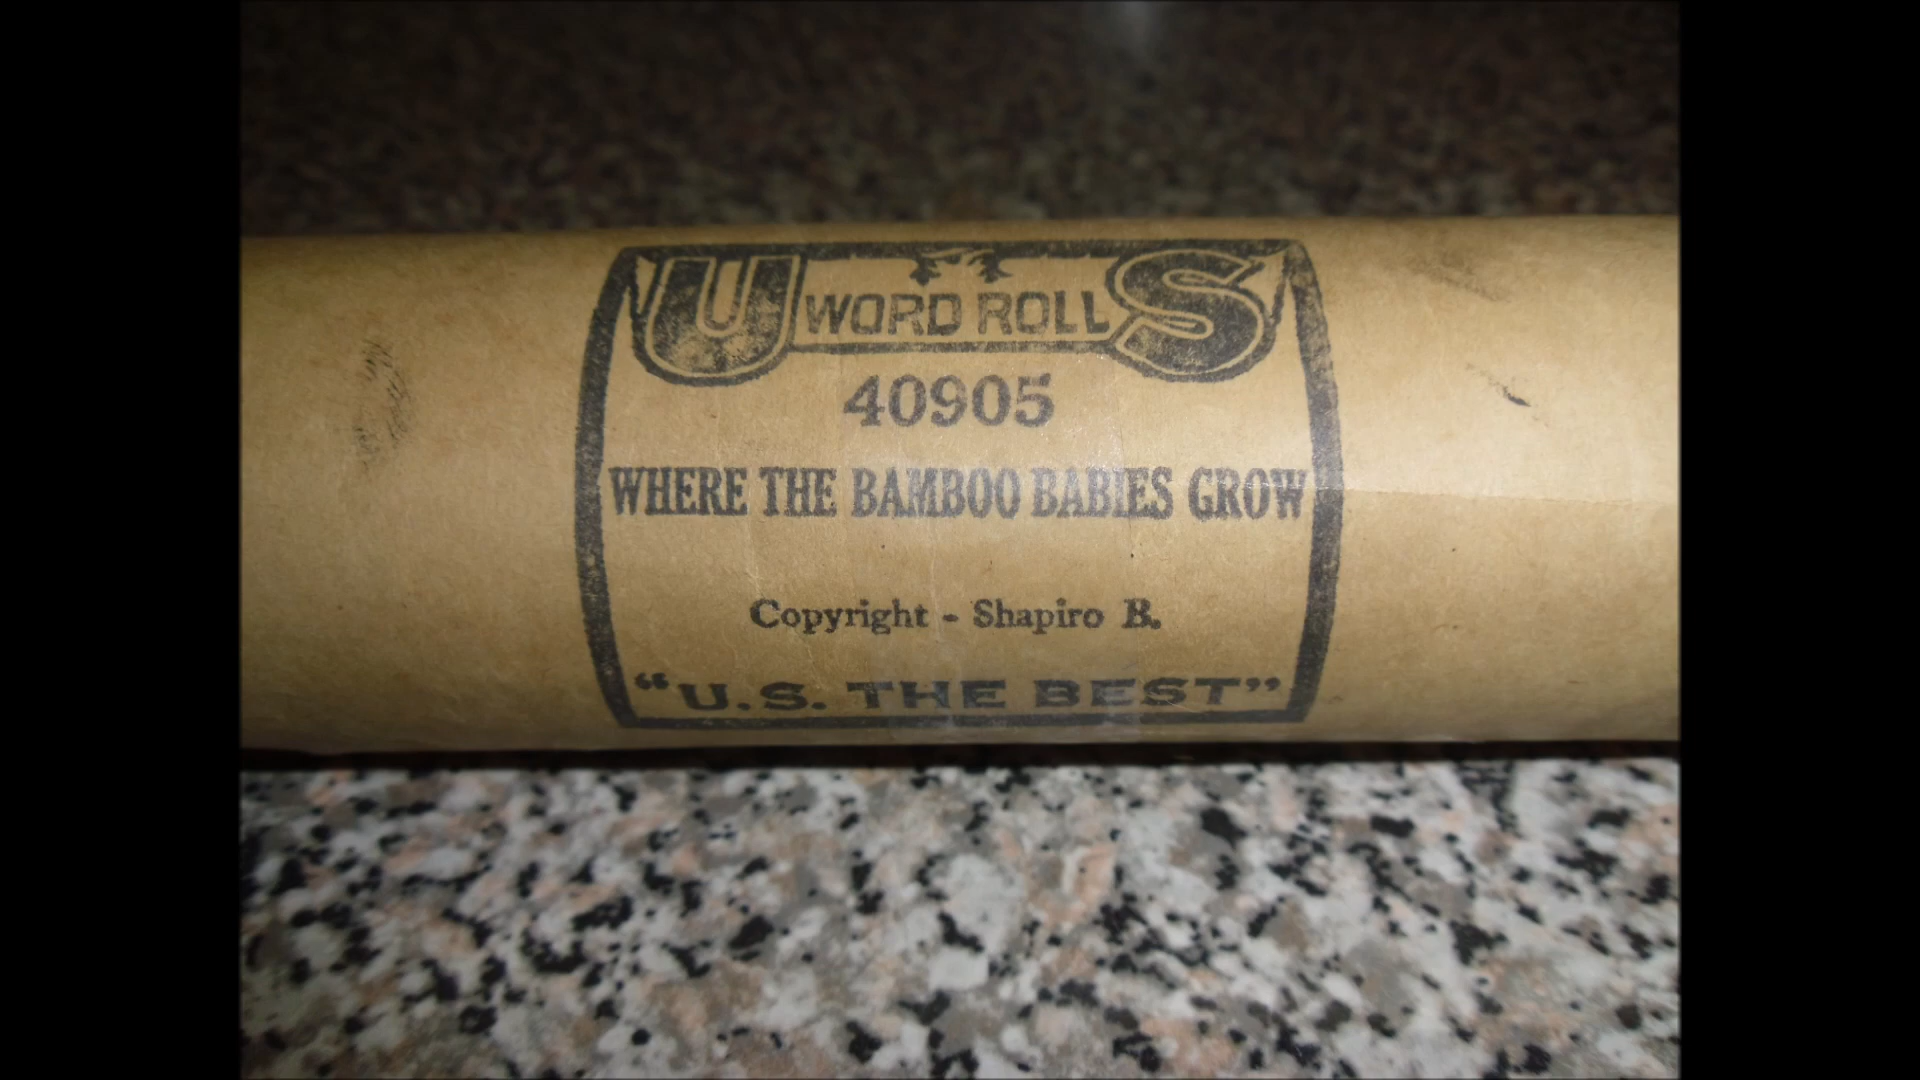 U WORD ROLL S
40905
WHERE THE BAMBOO BABIES GROW
Copyright - Shapiro B.
"U.S. THE BEST"